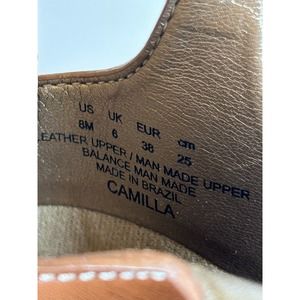 US UK EUR cm
8M 6 38 25
LEATHER UPPER / MAN MADE UPPER
BALANCE MAN MADE
MADE IN BRAZIL
CAMILLA